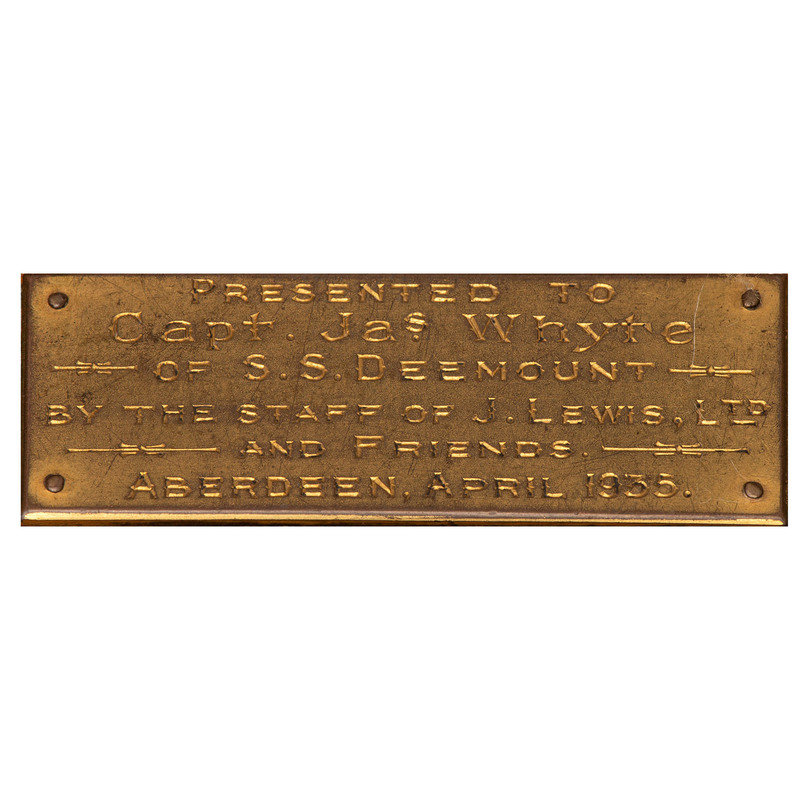 PRESENTED TO
Capt. Jas. Whyte
OF S.S. DEEMOUNT
BY THE STAFF OF J. LEWIS, LTD
AND FRIENDS.
ABERDEEN, APRIL 1935.